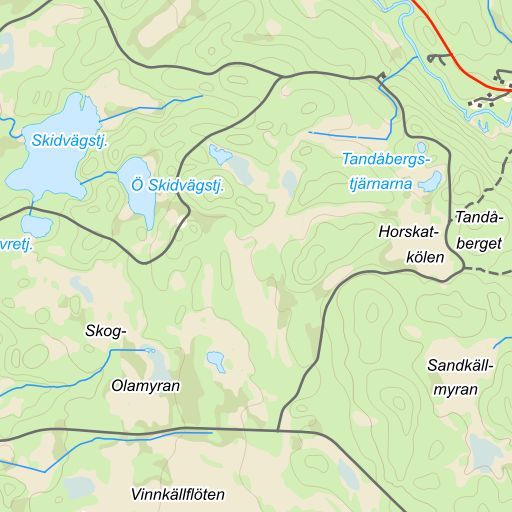 Skidvägstj.
Ö Skidvägstj.
Tandåbergs-
tjärnarna
vretj.
Horskat-
kölen
Tandå-
berget
Skog-
Olamyran
Sandkäll-
myran
Vinnkällflöten